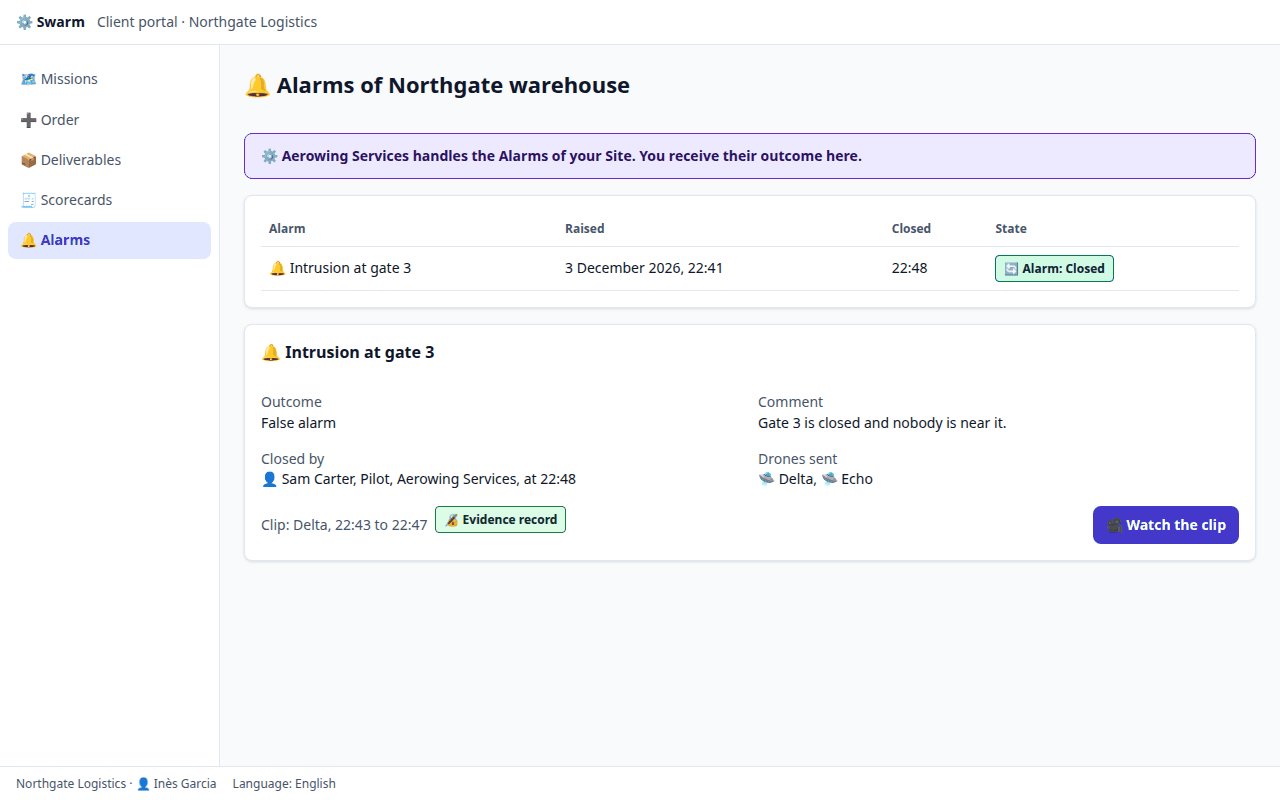 ⚙️ Swarm Client portal · Northgate Logistics
🗺️ Missions
➕ Order
📦 Deliverables
🧾 Scorecards
🔔 Alarms
🔔 Alarms of Northgate warehouse
⚙️ Aerowing Services handles the Alarms of your Site. You receive their outcome here.
Alarm Raised Closed State
🔔 Intrusion at gate 3 3 December 2026, 22:41 22:48 🔄 Alarm: Closed
🔔 Intrusion at gate 3
Outcome
False alarm
Comment
Gate 3 is closed and nobody is near it.
Closed by
👤 Sam Carter, Pilot, Aerowing Services, at 22:48
Drones sent
🛸 Delta, 🛸 Echo
Clip: Delta, 22:43 to 22:47 🔏 Evidence record
🎥 Watch the clip
Northgate Logistics · 👤 Inès Garcia Language: English